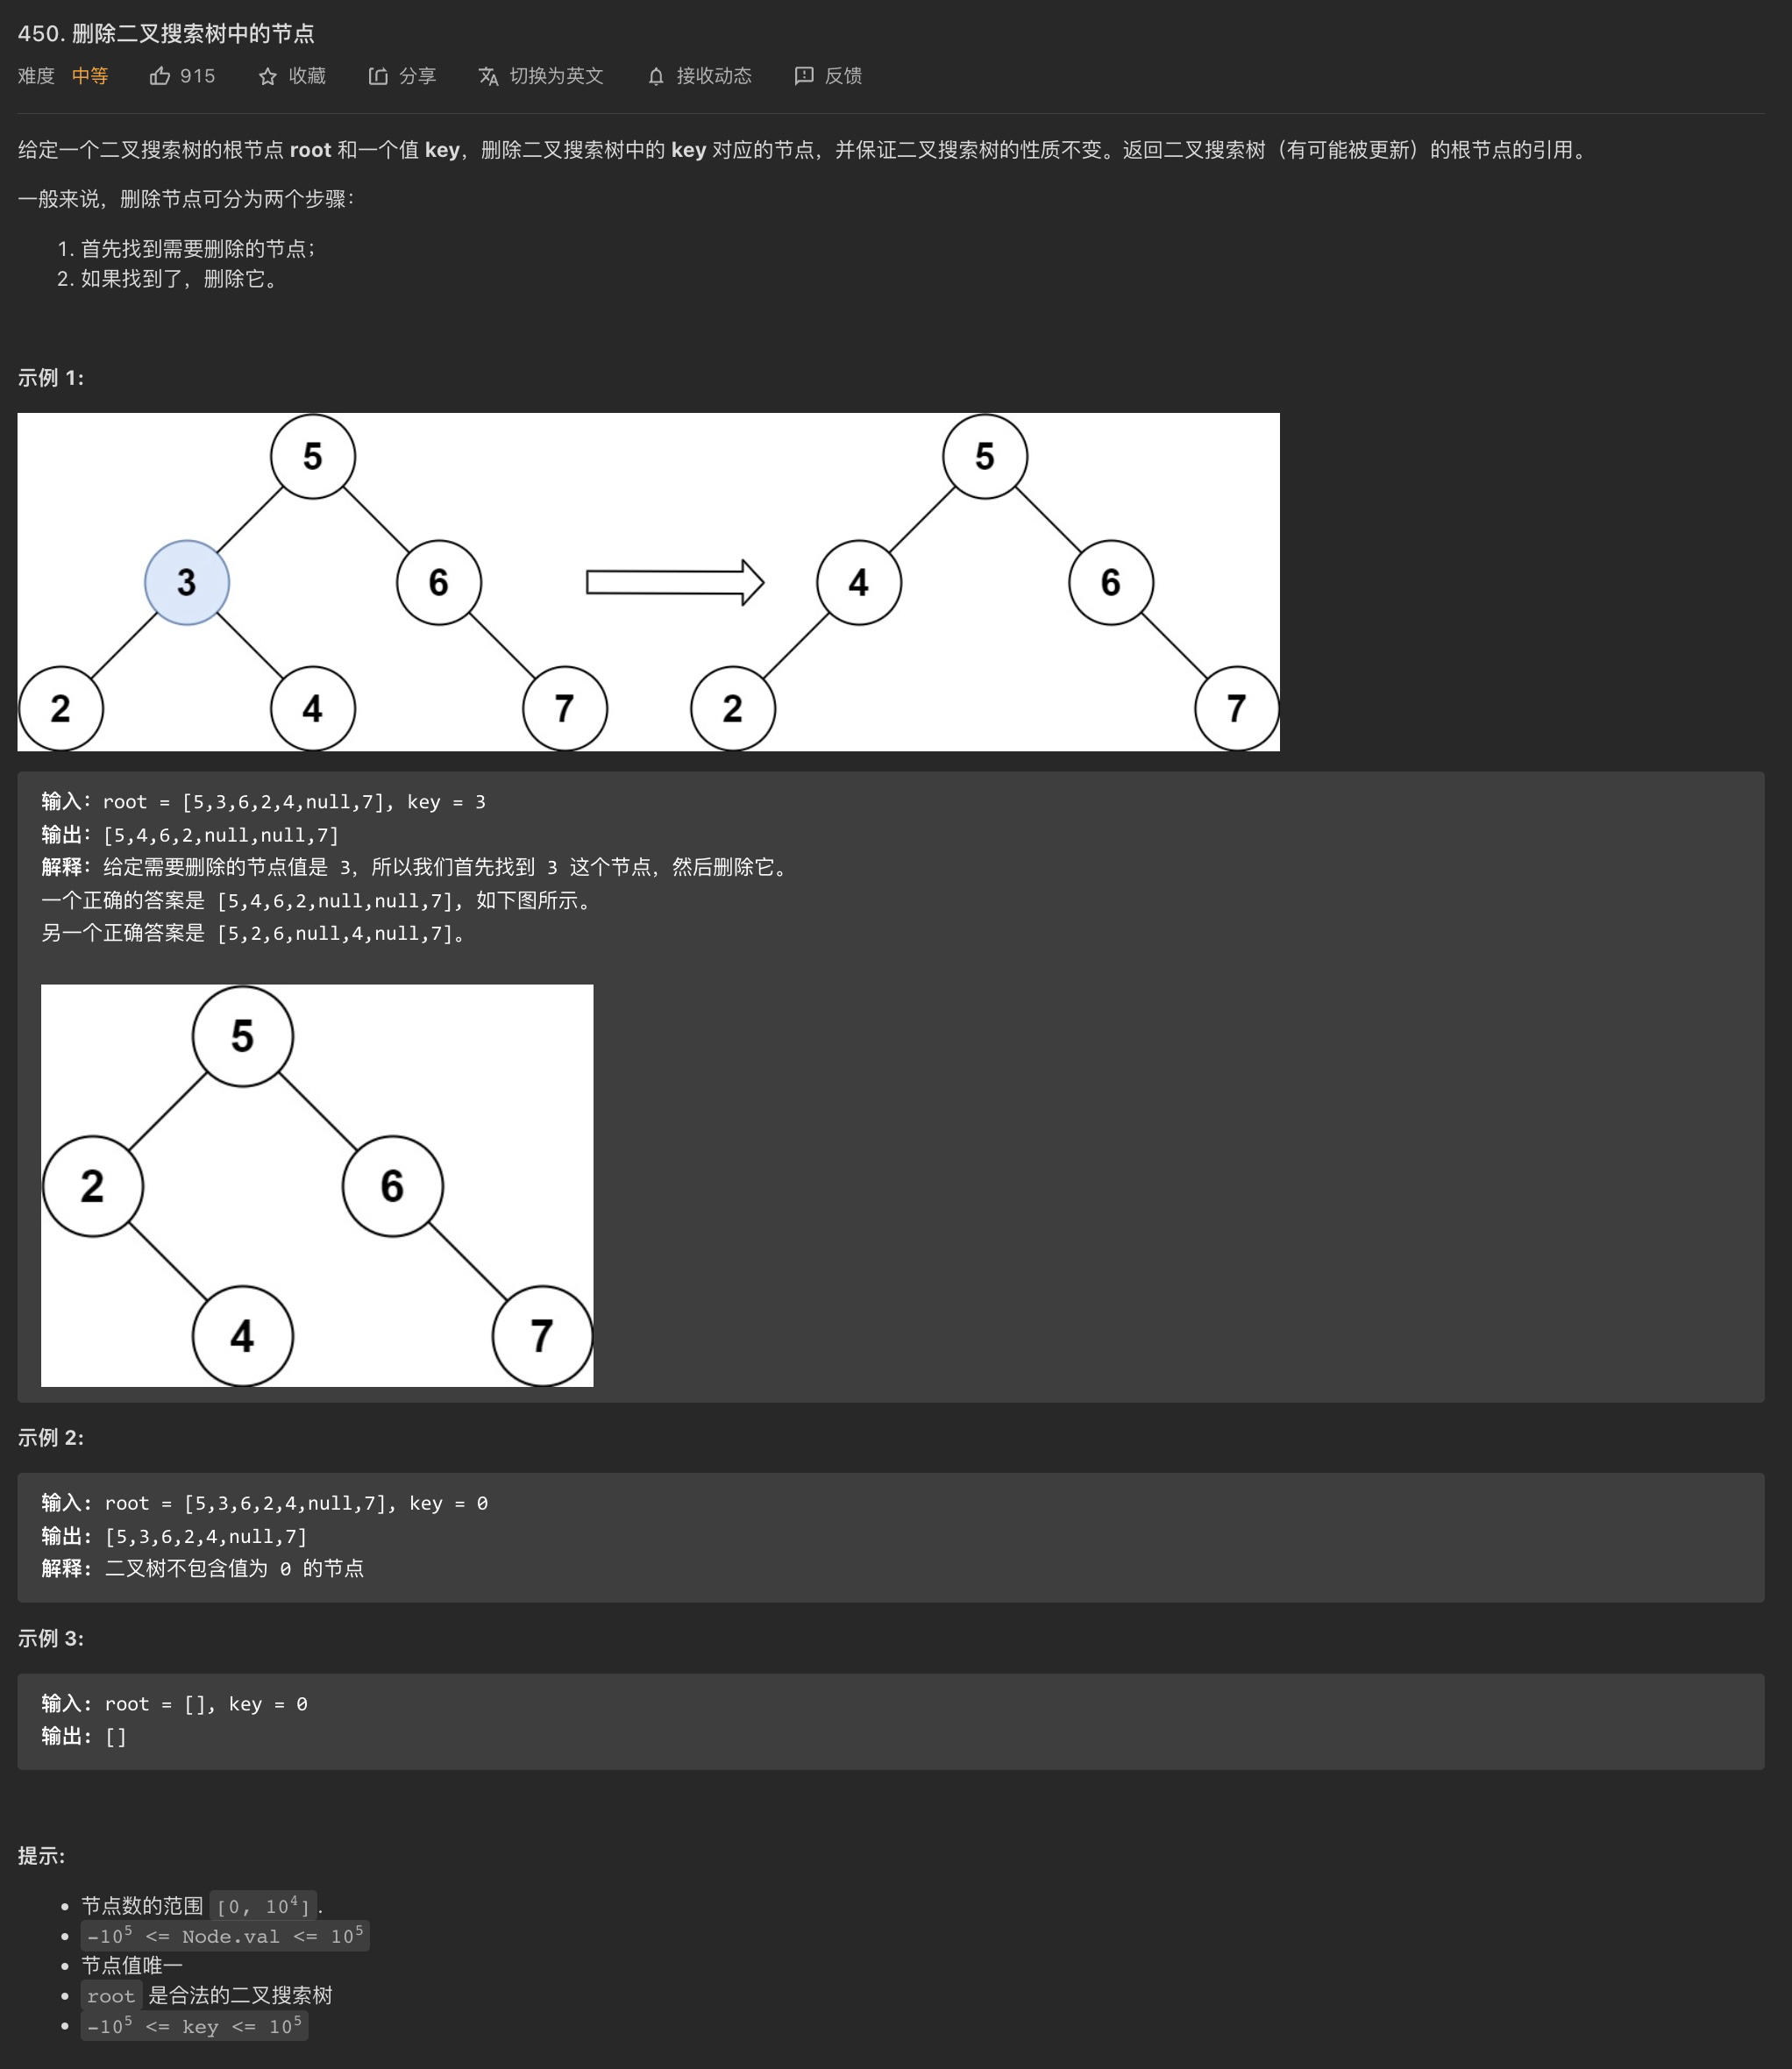 450. 删除二叉搜索树中的节点
难度 中等 915 收藏 分享 切换为英文 接收动态 反馈
给定一个二叉搜索树的根节点 root 和一个值 key，删除二叉搜索树中的 key 对应的节点，并保证二叉搜索树的性质不变。返回二叉搜索树（有可能被更新）的根节点的引用。
一般来说，删除节点可分为两个步骤：
1. 首先找到需要删除的节点；
2. 如果找到了，删除它。
示例 1:
5 5
3 6 4 6
2 4 7 2 7
输入：root = [5,3,6,2,4,null,7], key = 3
输出：[5,4,6,2,null,null,7]
解释：给定需要删除的节点值是 3，所以我们首先找到 3 这个节点，然后删除它。
一个正确的答案是 [5,4,6,2,null,null,7], 如下图所示。
另一个正确答案是 [5,2,6,null,4,null,7]。
5
2 6
4 7
示例 2:
输入: root = [5,3,6,2,4,null,7], key = 0
输出: [5,3,6,2,4,null,7]
解释: 二叉树不包含值为 0 的节点
示例 3:
输入: root = [], key = 0
输出: []
提示:
• 节点数的范围 [0, 10⁴].
• -10⁵ <= Node.val <= 10⁵
• 节点值唯一
• root 是合法的二叉搜索树
• -10⁵ <= key <= 10⁵